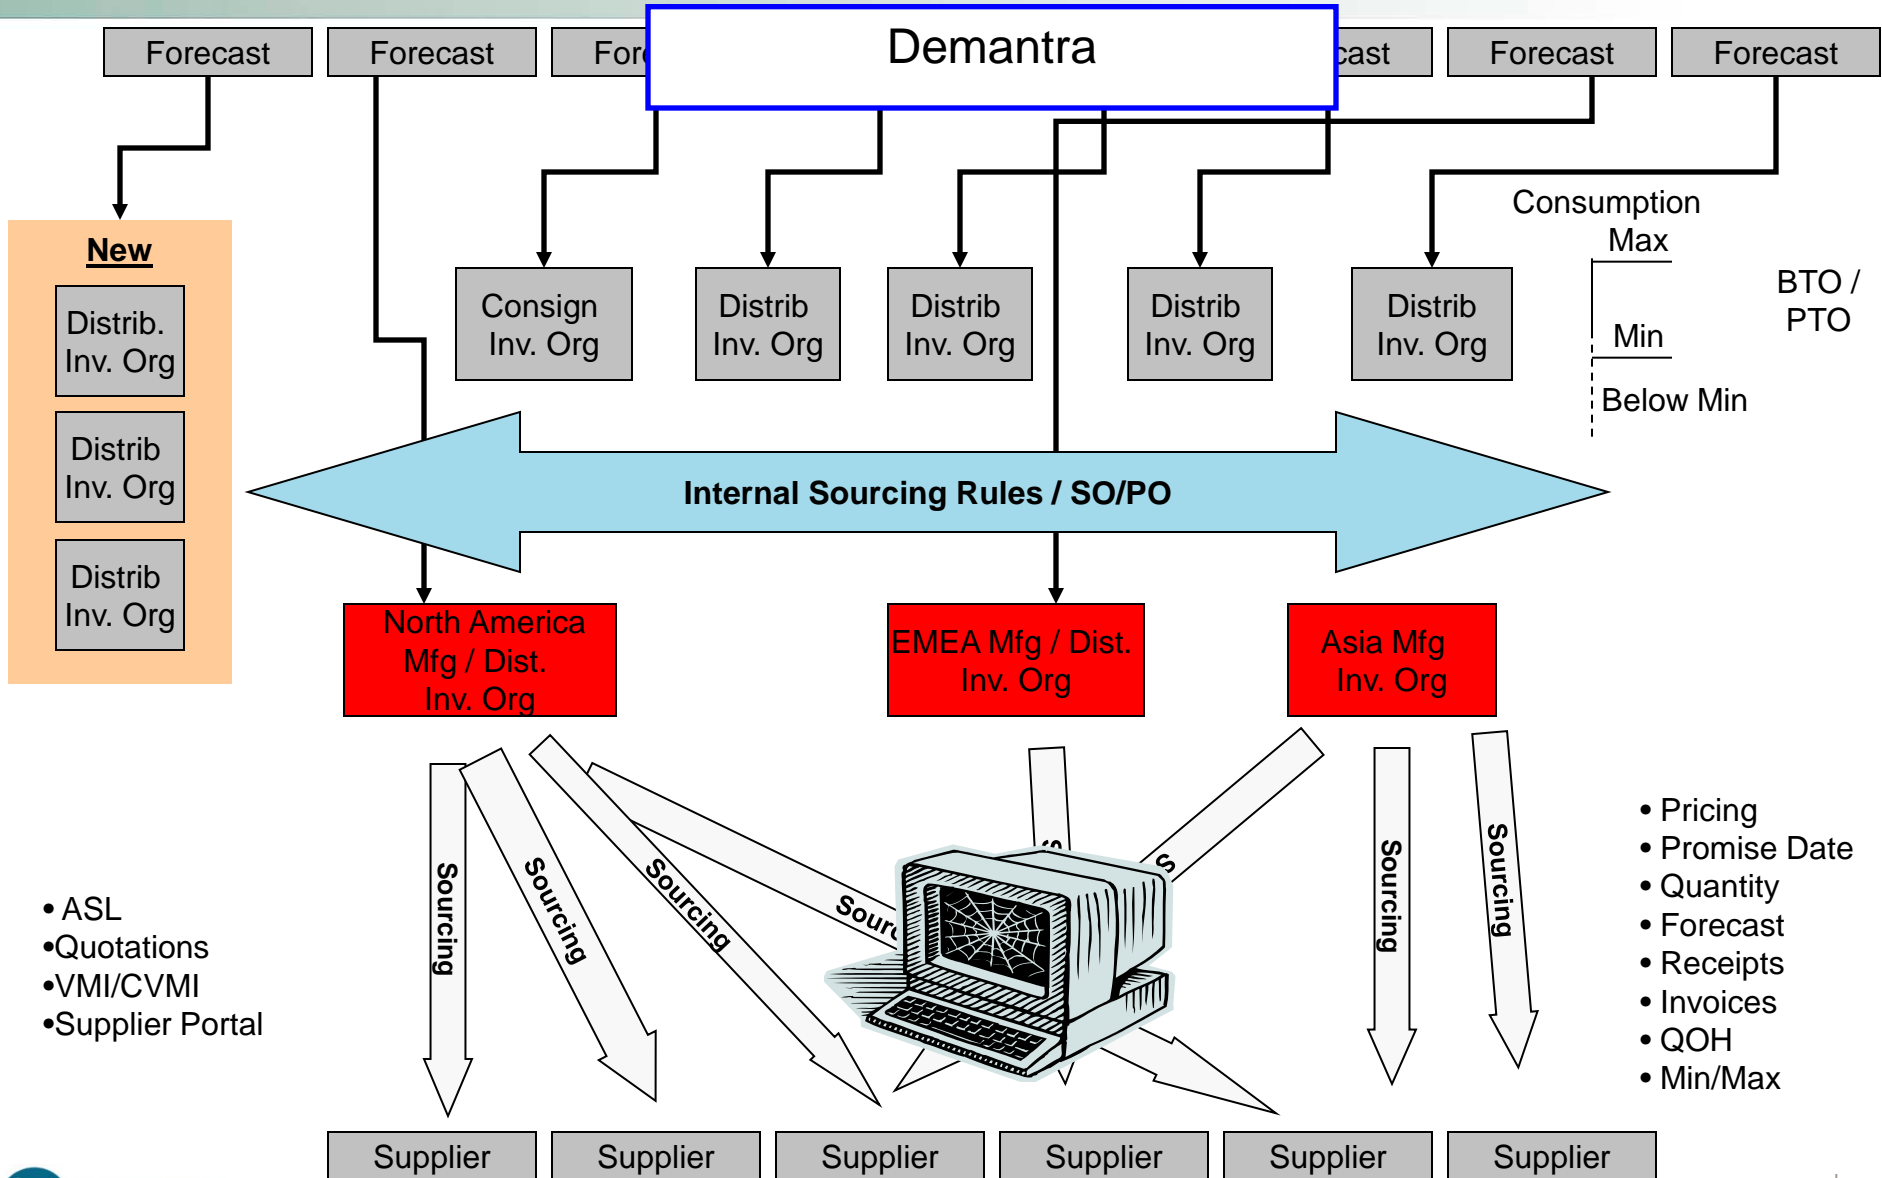 Demantra
Forecast
Forecast
For
cast
Forecast
Forecast
New
Distrib.
Inv. Org
Distrib
Inv. Org
Distrib
Inv. Org
Consign
Inv. Org
Distrib
Inv. Org
Distrib
Inv. Org
Distrib
Inv. Org
Distrib
Inv. Org
Consumption
Max
Min
Below Min
BTO /
PTO
Internal Sourcing Rules / SO/PO
North America
Mfg / Dist.
Inv. Org
EMEA Mfg / Dist.
Inv. Org
Asia Mfg
Inv. Org
Sourcing
Sourcing
Sourcing
Sourc
S
S
Sourcing
Sourcing
• ASL
•Quotations
•VMI/CVMI
•Supplier Portal
• Pricing
• Promise Date
• Quantity
• Forecast
• Receipts
• Invoices
• QOH
• Min/Max
Supplier
Supplier
Supplier
Supplier
Supplier
Supplier